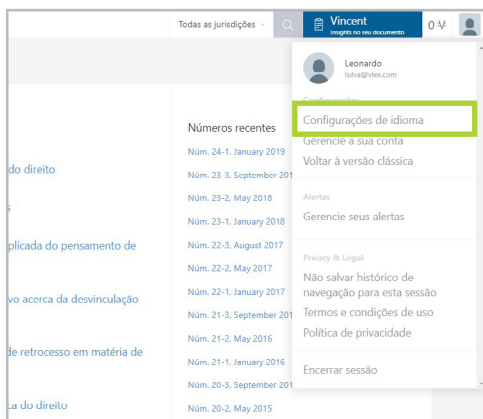 Todas as jurisdições
Vincent
Insights no seu documento
0
Leonardo
lsilva@vlex.com
Configurações
Configurações de idioma
Gerencie a sua conta
Voltar à versão clássica
Alertas
Gerencie seus alertas
Privacy & Legal
Não salvar histórico de
navegação para esta sessão
Termos e condições de uso
Política de privacidade
Encerrar sessão
do direito
s
plicada do pensamento de
vo acerca da desvinculação
de retrocesso em matéria de
ca do direito
Números recentes
Núm. 24-1, January 2019
Núm. 23-3, September 201
Núm. 23-2, May 2018
Núm. 23-1, January 2018
Núm. 22-3, August 2017
Núm. 22-2, May 2017
Núm. 22-1, January 2017
Núm. 21-3, September 201
Núm. 21-2, May 2016
Núm. 21-1, January 2016
Núm. 20-3, September 201
Núm. 20-2, May 2015